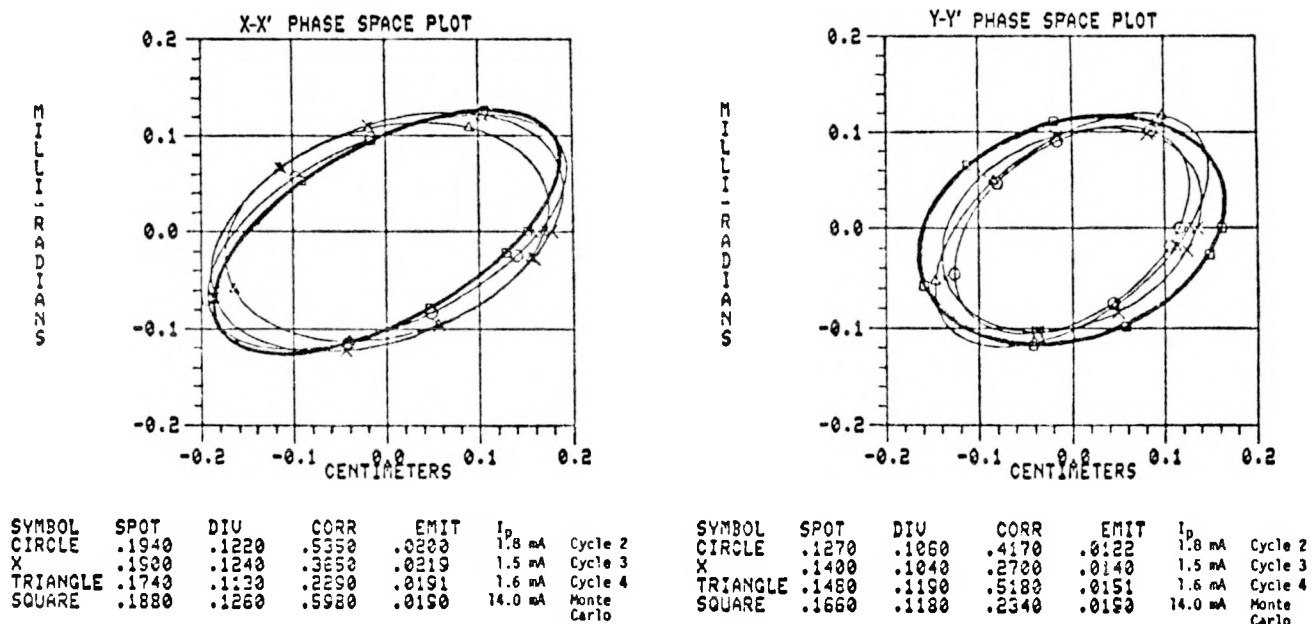 X-X' PHASE SPACE PLOT
0.2
0.1
0.0
-0.1
-0.2
MILLI-RADIANS
-0.2 -0.1 0.0 0.1 0.2
CENTIMETERS
SYMBOL SPOT DIV CORR EMIT Ip
CIRCLE .1940 .1220 .5350 .0200 1.8 mA Cycle 2
X .1900 .1240 .3650 .0219 1.5 mA Cycle 3
TRIANGLE .1740 .1130 .2290 .0191 1.6 mA Cycle 4
SQUARE .1880 .1260 .5980 .0190 14.0 mA Monte
Carlo
Y-Y' PHASE SPACE PLOT
0.2
0.1
0.0
-0.1
-0.2
MILLI-RADIANS
-0.2 -0.1 0.0 0.1 0.2
CENTIMETERS
SYMBOL SPOT DIV CORR EMIT Ip
CIRCLE .1270 .1060 .4170 .0122 1.8 mA Cycle 2
X .1400 .1040 .2700 .0140 1.5 mA Cycle 3
TRIANGLE .1480 .1190 .5180 .0151 1.6 mA Cycle 4
SQUARE .1660 .1180 .2340 .0190 14.0 mA Monte
Carlo